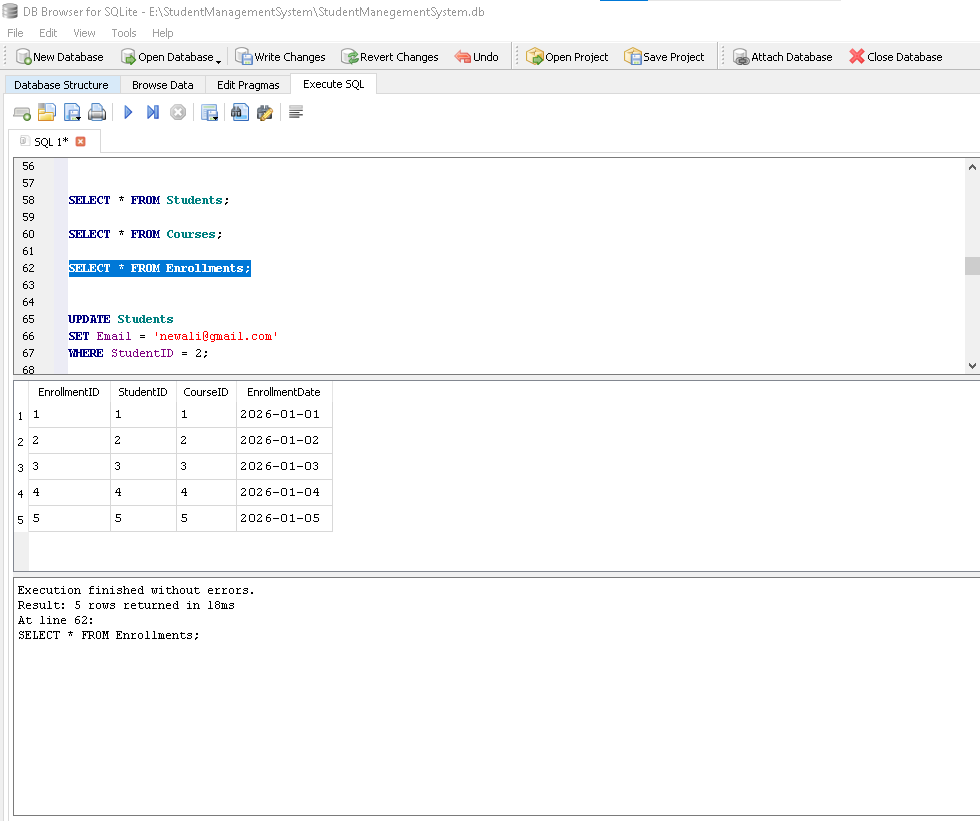 DB Browser for SQLite - E:\StudentManagementSystem\StudentManegementSystem.db
File Edit View Tools Help
New Database Open Database Write Changes Revert Changes Undo Open Project Save Project Attach Database Close Database
Database Structure Browse Data Edit Pragmas Execute SQL
SQL 1*
56
57
58 SELECT * FROM Students;
59
60 SELECT * FROM Courses;
61
62 SELECT * FROM Enrollments;
63
64
65 UPDATE Students
66 SET Email = 'newali@gmail.com'
67 WHERE StudentID = 2;
68
EnrollmentID StudentID CourseID EnrollmentDate
1 1 1 1 2026-01-01
2 2 2 2 2026-01-02
3 3 3 3 2026-01-03
4 4 4 4 2026-01-04
5 5 5 5 2026-01-05
Execution finished without errors.
Result: 5 rows returned in 18ms
At line 62:
SELECT * FROM Enrollments;